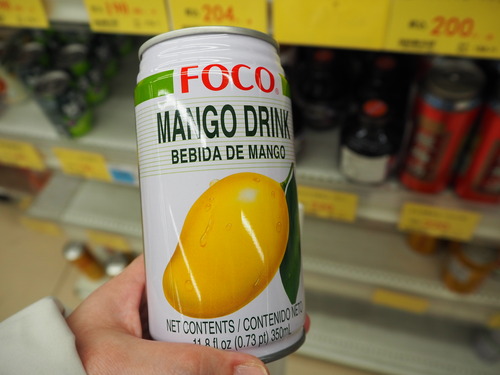 204
200
FOCO
MANGO DRINK
BEBIDA DE MANGO
NET CONTENTS / CONTENIDO NETO
11.8 fl oz (0.73 pt) 350mL